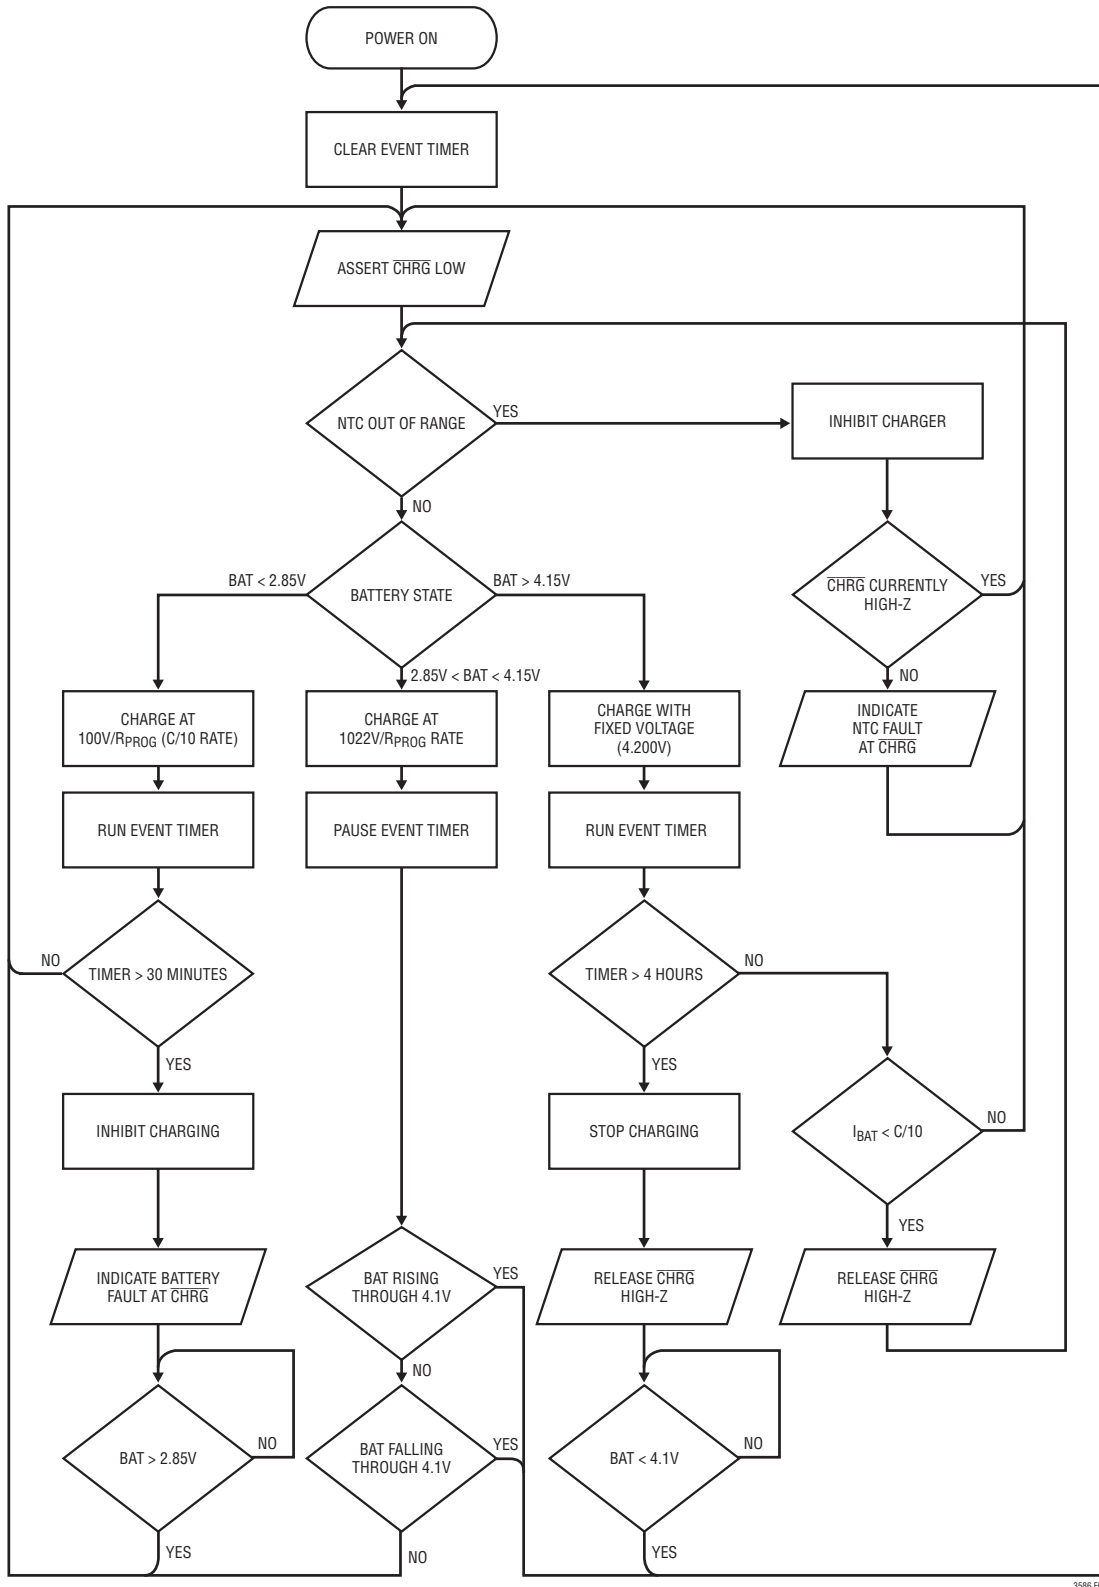 POWER ON
CLEAR EVENT TIMER
ASSERT CHRG LOW
NTC OUT OF RANGE
YES
NO
INHIBIT CHARGER
CHRG CURRENTLY
HIGH-Z
YES
NO
INDICATE
NTC FAULT
AT CHRG
BATTERY STATE
BAT < 2.85V
BAT > 4.15V
2.85V < BAT < 4.15V
CHARGE AT
100V/RPROG (C/10 RATE)
RUN EVENT TIMER
TIMER > 30 MINUTES
NO
YES
INHIBIT CHARGING
INDICATE BATTERY
FAULT AT CHRG
BAT > 2.85V
NO
YES
CHARGE AT
1022V/RPROG RATE
PAUSE EVENT TIMER
BAT RISING
THROUGH 4.1V
YES
NO
BAT FALLING
THROUGH 4.1V
YES
NO
CHARGE WITH
FIXED VOLTAGE
(4.200V)
RUN EVENT TIMER
TIMER > 4 HOURS
NO
YES
STOP CHARGING
RELEASE CHRG
HIGH-Z
BAT < 4.1V
NO
YES
IBAT < C/10
NO
YES
RELEASE CHRG
HIGH-Z
3586